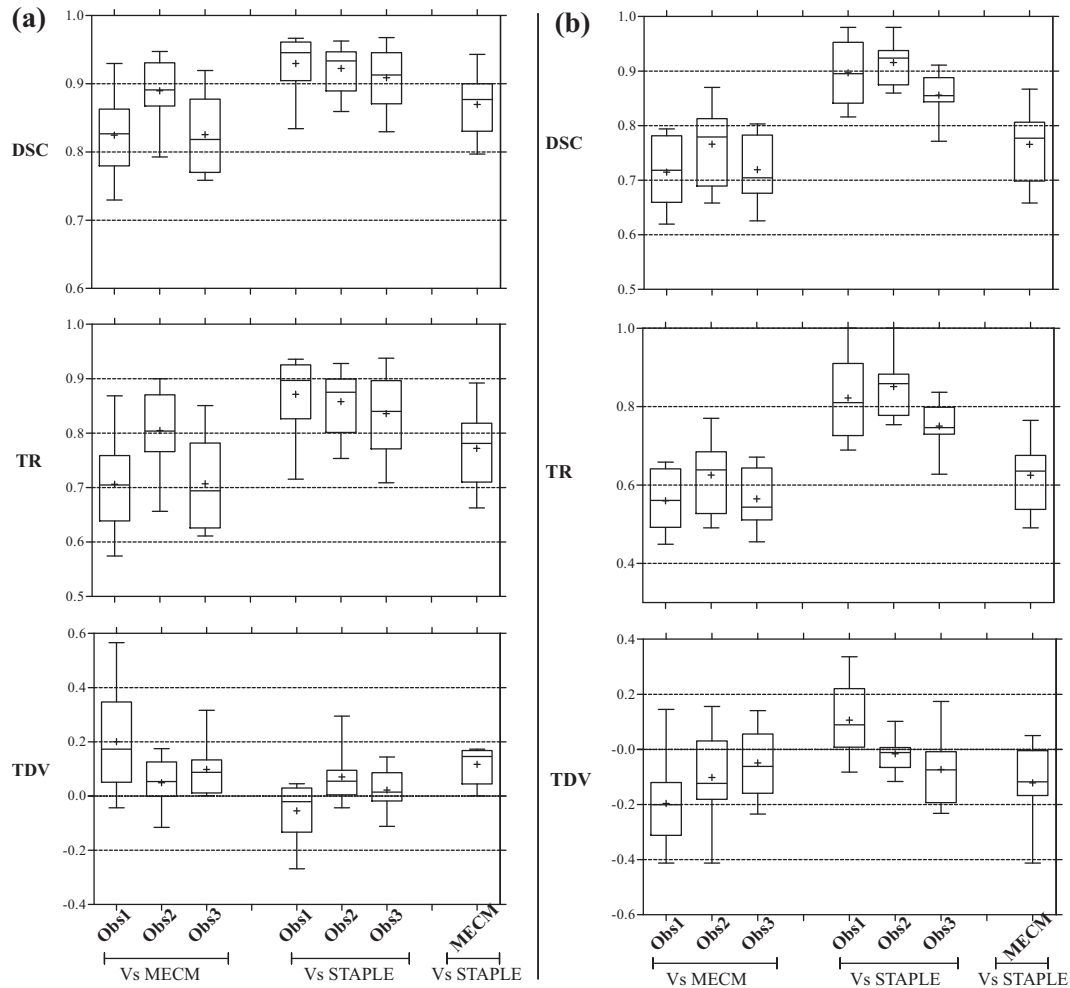 (a)
DSC
1.0
0.9
0.8
0.7
0.6
TR
1.0
0.9
0.8
0.7
0.6
0.5
TDV
0.6
0.4
0.2
0.0
-0.2
-0.4
Obs1
Obs2
Obs3
Obs1
Obs2
Obs3
MECM
Vs MECM
Vs STAPLE
Vs STAPLE
(b)
DSC
1.0
0.9
0.8
0.7
0.6
0.5
TR
1.0
0.8
0.6
0.4
TDV
0.4
0.2
-0.0
-0.2
-0.4
-0.6
Obs1
Obs2
Obs3
Obs1
Obs2
Obs3
MECM
Vs MECM
Vs STAPLE
Vs STAPLE